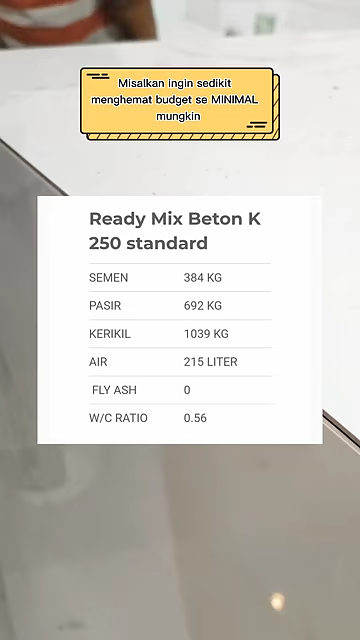 Misalkan ingin sedikit
menghemat budget se MINIMAL
mungkin
Ready Mix Beton K
250 standard
SEMEN 384 KG
PASIR 692 KG
KERIKIL 1039 KG
AIR 215 LITER
FLY ASH 0
W/C RATIO 0.56